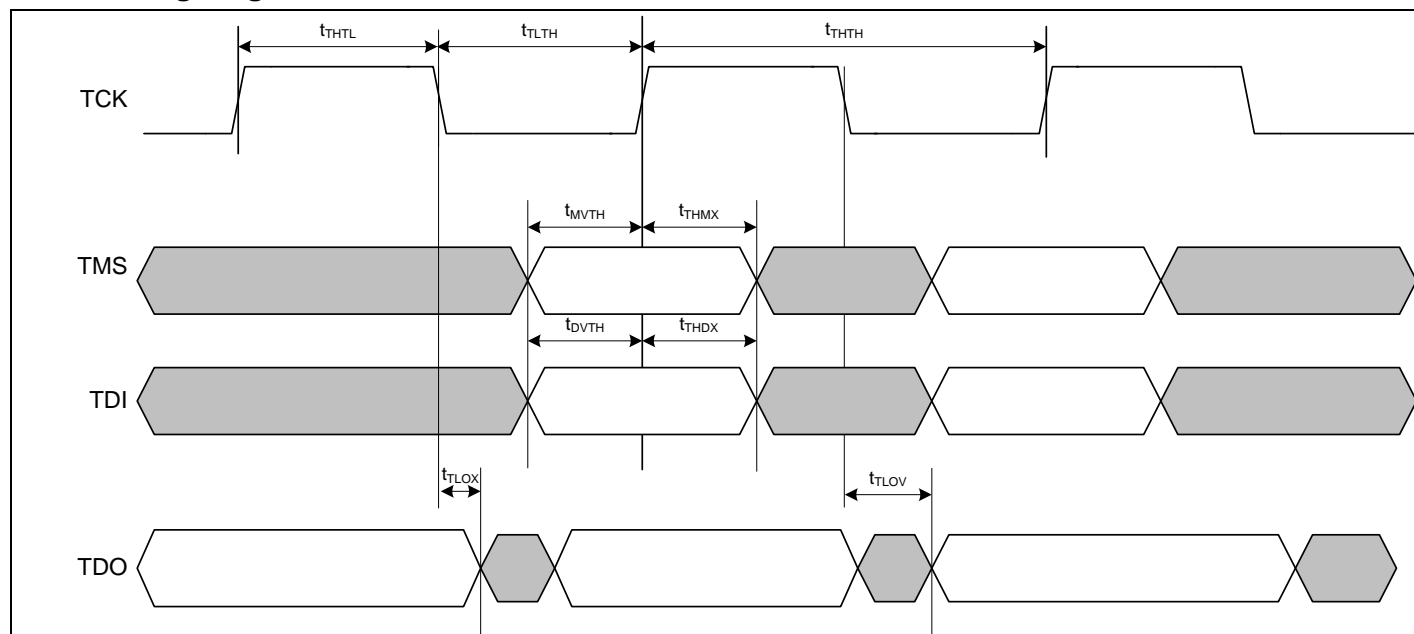 tTHTL tTLTH tTHTH
TCK
tMVTH tTHMX
TMS
tDVTH tTHDX
TDI
tTLOX tTLOV
TDO